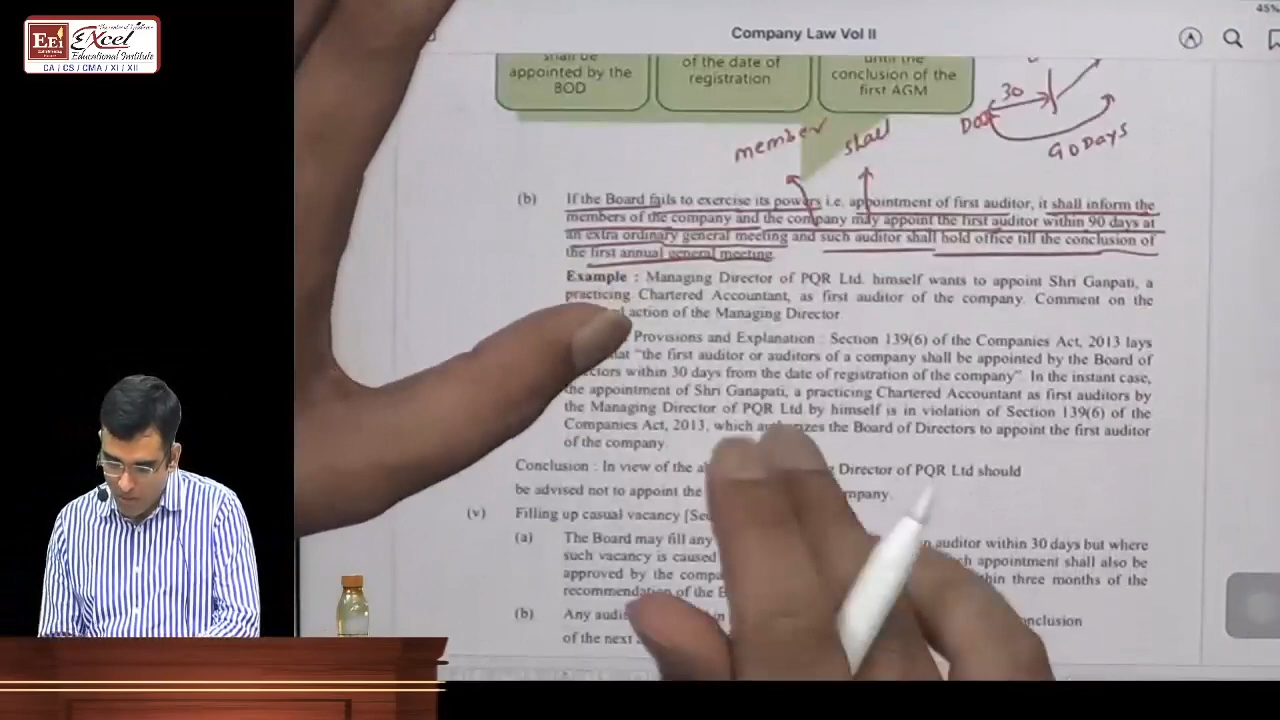 The center of Excellence
EEi EXcel
Educational Institute
CA / CS / CMA / XI / XII
Company Law Vol II
45%
shall be
appointed by the
BOD
of the date of
registration
until the
conclusion of the
first AGM
30
90 Days
member
shall
(b) If the Board fails to exercise its powers i.e. appointment of first auditor, it shall inform the
members of the company and the company may appoint the first auditor within 90 days at
an extra ordinary general meeting and such auditor shall hold office till the conclusion of
the first annual general meeting.
Example : Managing Director of PQR Ltd. himself wants to appoint Shri Ganpati, a
practicing Chartered Accountant, as first auditor of the company. Comment on the
action of the Managing Director
Provisions and Explanation : Section 139(6) of the Companies Act, 2013 lays
"the first auditor or auditors of a company shall be appointed by the Board of
within 30 days from the date of registration of the company". In the instant case,
the appointment of Shri Ganapati, a practicing Chartered Accountant as first auditors by
the Managing Director of PQR Ltd by himself is in violation of Section 139(6) of the
Companies Act, 2013, which authorizes the Board of Directors to appoint the first auditor
of the company.
Conclusion : In view of the Director of PQR Ltd should
be advised not to appoint the
(v) Filling up casual vacancy
(a) The Board may fill any auditor within 30 days but where
such vacancy is caused appointment shall also be
approved by the three months of the
recommendation of the
(b) Any
of the next